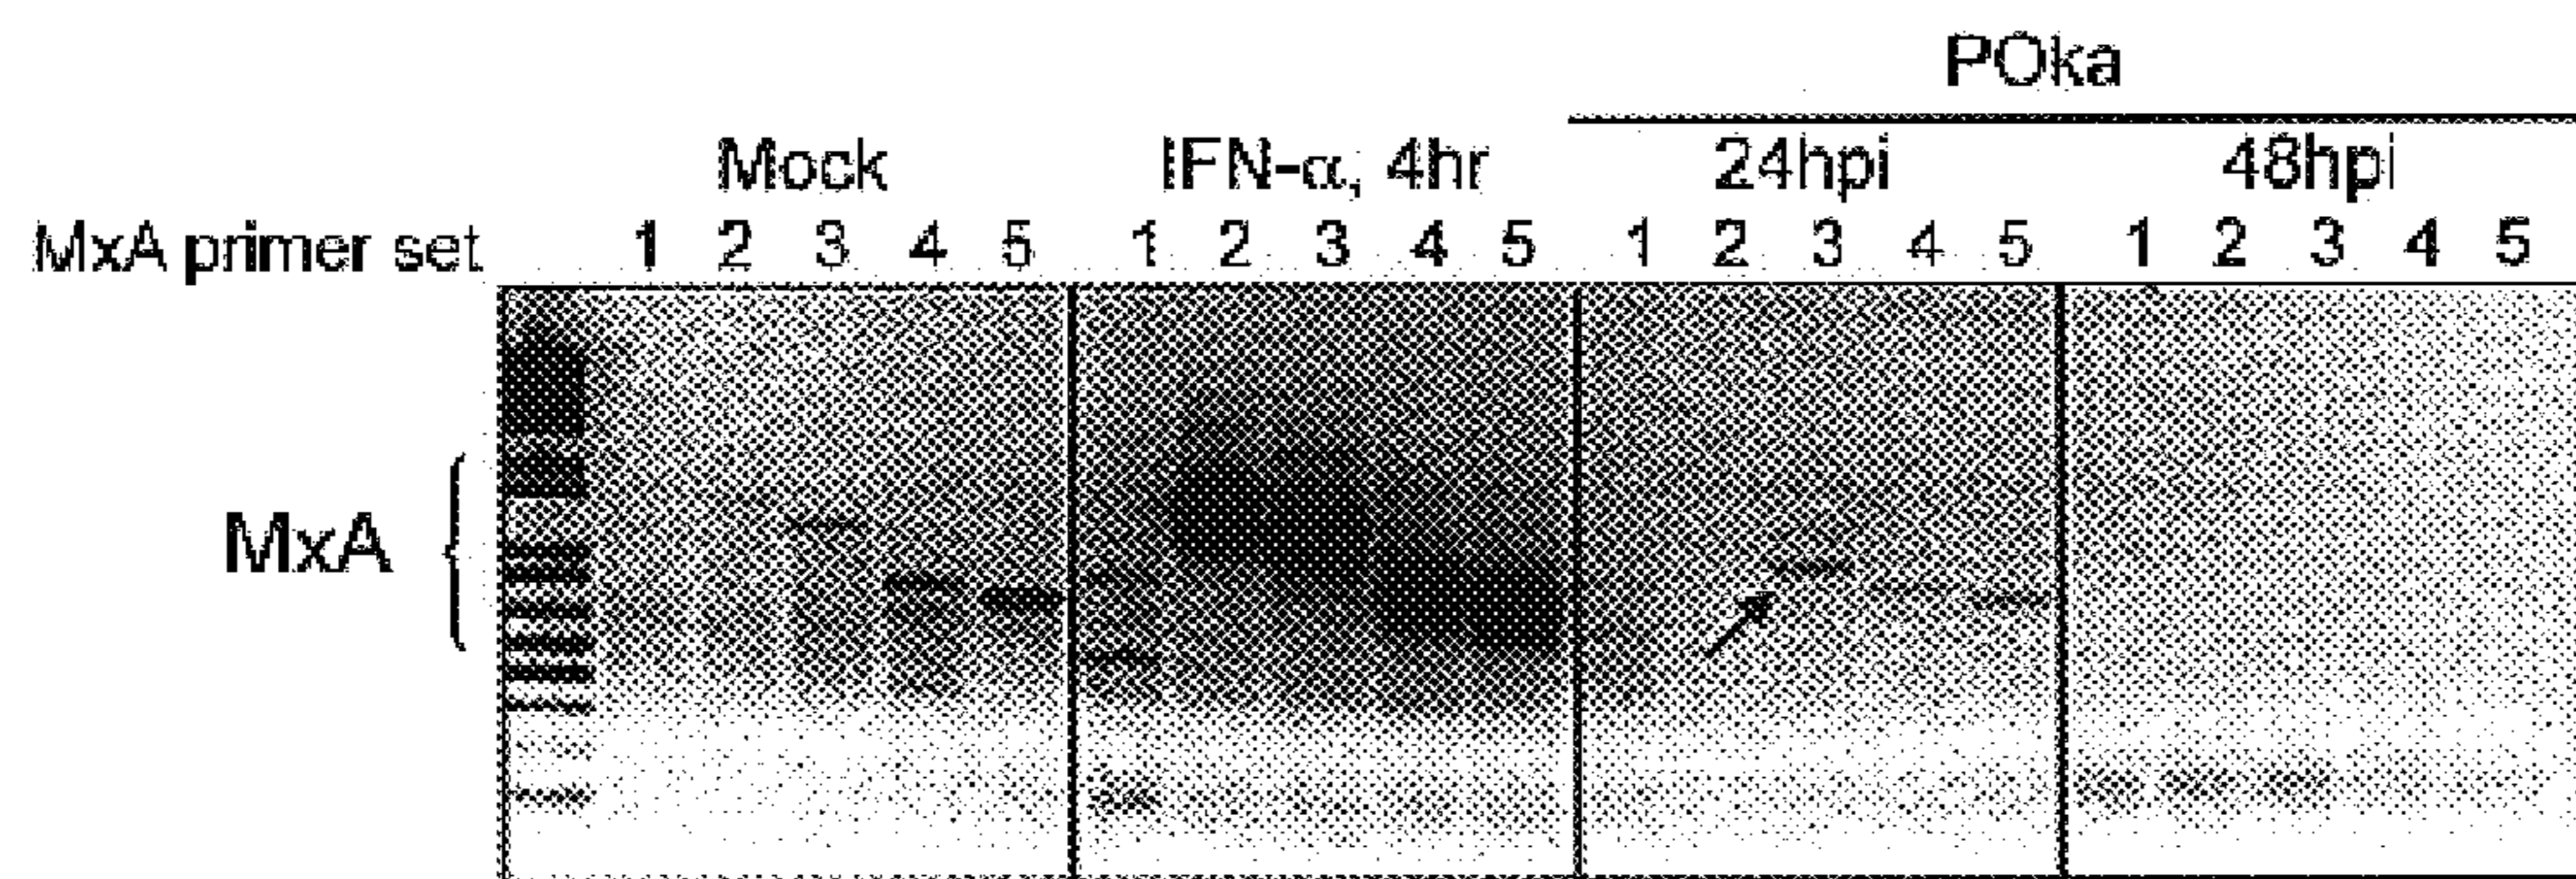 POka
Mock IFN-α, 4hr 24hpi 48hpi
MxA primer set 1 2 3 4 5 1 2 3 4 5 1 2 3 4 5 1 2 3 4 5
MxA